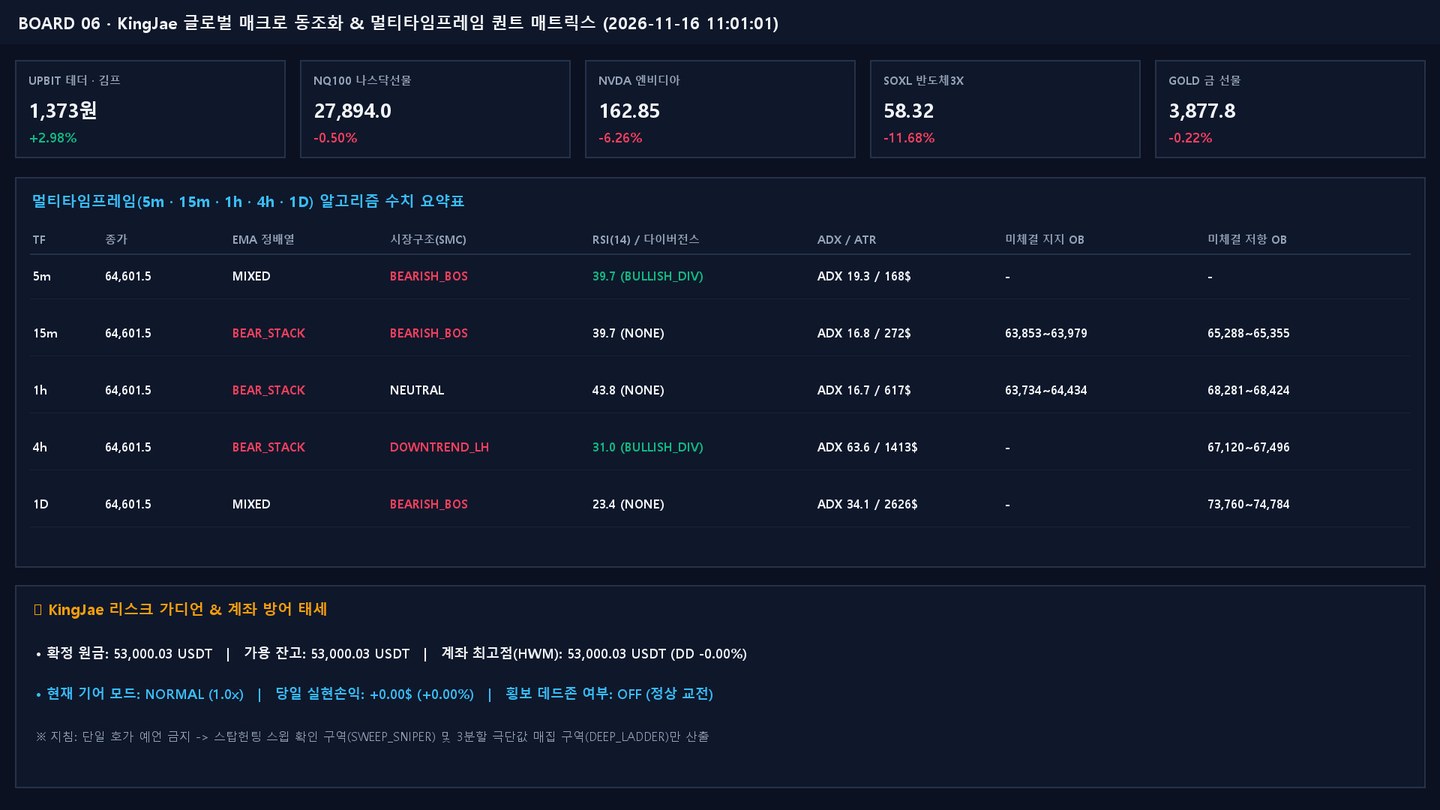 BOARD 06 · KingJae 글로벌 매크로 동조화 & 멀티타임프레임 퀀트 매트릭스 (2026-11-16 11:01:01)
UPBIT 테더 · 김프
1,373원
+2.98%
NQ100 나스닥선물
27,894.0
-0.50%
NVDA 엔비디아
162.85
-6.26%
SOXL 반도체3X
58.32
-11.68%
GOLD 금 선물
3,877.8
-0.22%
멀티타임프레임(5m · 15m · 1h · 4h · 1D) 알고리즘 수치 요약표
TF 종가 EMA 정배열 시장구조(SMC) RSI(14) / 다이버전스 ADX / ATR 미체결 지지 OB 미체결 저항 OB
5m 64,601.5 MIXED BEARISH_BOS 39.7 (BULLISH_DIV) ADX 19.3 / 168$ - -
15m 64,601.5 BEAR_STACK BEARISH_BOS 39.7 (NONE) ADX 16.8 / 272$ 63,853~63,979 65,288~65,355
1h 64,601.5 BEAR_STACK NEUTRAL 43.8 (NONE) ADX 16.7 / 617$ 63,734~64,434 68,281~68,424
4h 64,601.5 BEAR_STACK DOWNTREND_LH 31.0 (BULLISH_DIV) ADX 63.6 / 1413$ - 67,120~67,496
1D 64,601.5 MIXED BEARISH_BOS 23.4 (NONE) ADX 34.1 / 2626$ - 73,760~74,784
KingJae 리스크 가디언 & 계좌 방어 태세
• 확정 원금: 53,000.03 USDT | 가용 잔고: 53,000.03 USDT | 계좌 최고점(HWM): 53,000.03 USDT (DD -0.00%)
• 현재 기어 모드: NORMAL (1.0x) | 당일 실현손익: +0.00$ (+0.00%) | 횡보 데드존 여부: OFF (정상 교전)
※ 지침: 단일 호가 예언 금지 -> 스탑헌팅 스윕 확인 구역(SWEEP_SNIPER) 및 3분할 극단값 매집 구역(DEEP_LADDER)만 산출